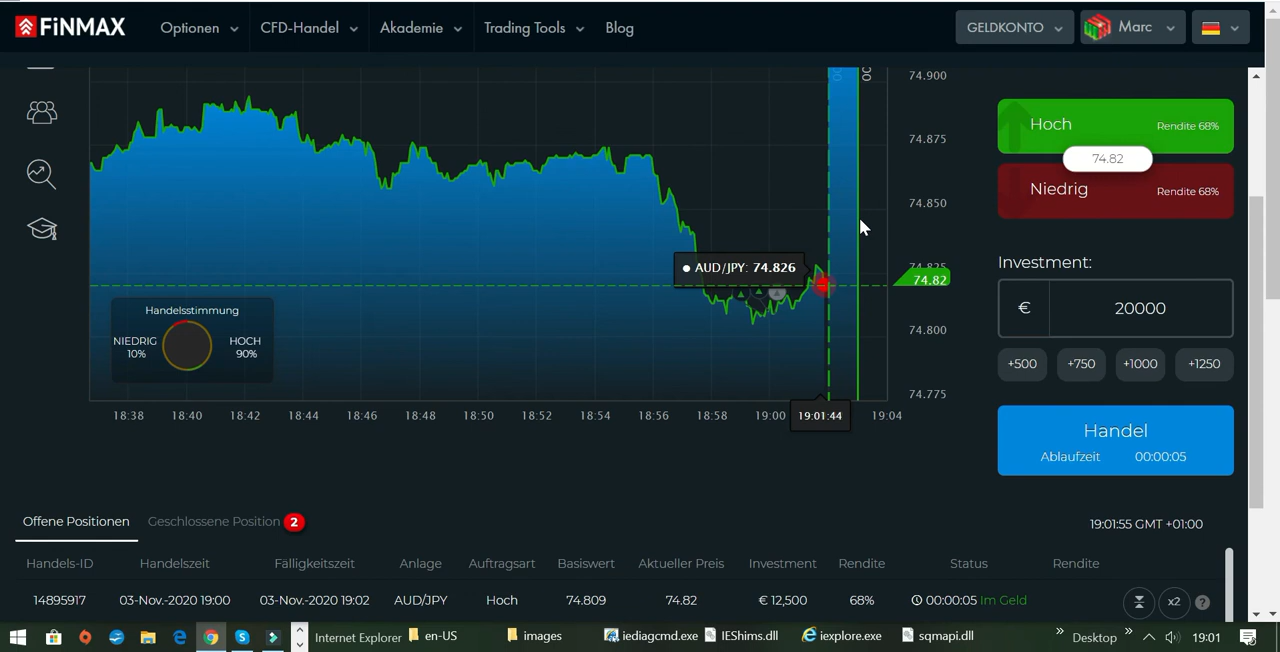 FiNMAX
Optionen
CFD-Handel
Akademie
Trading Tools
Blog
GELDKONTO
Marc
74.900
74.875
74.850
74.825
74.82
74.800
74.775
AUD/JPY: 74.826
Handelsstimmung
NIEDRIG
10%
HOCH
90%
18:38
18:40
18:42
18:44
18:46
18:48
18:50
18:52
18:54
18:56
18:58
19:00
19:01:44
19:04
Hoch
Rendite 68%
74.82
Niedrig
Rendite 68%
Investment:
€
20000
+500
+750
+1000
+1250
Handel
Ablaufzeit 00:00:05
Offene Positionen
Geschlossene Position 2
19:01:55 GMT +01:00
Handels-ID Handelszeit Fälligkeitszeit Anlage Auftragsart Basiswert Aktueller Preis Investment Rendite Status Rendite
14895917 03-Nov.-2020 19:00 03-Nov.-2020 19:02 AUD/JPY Hoch 74.809 74.82 € 12,500 68% 00:00:05 Im Geld x2 ?
Internet Explorer
en-US
images
iediagcmd.exe
IEShims.dll
iexplore.exe
sqmapi.dll
Desktop
19:01